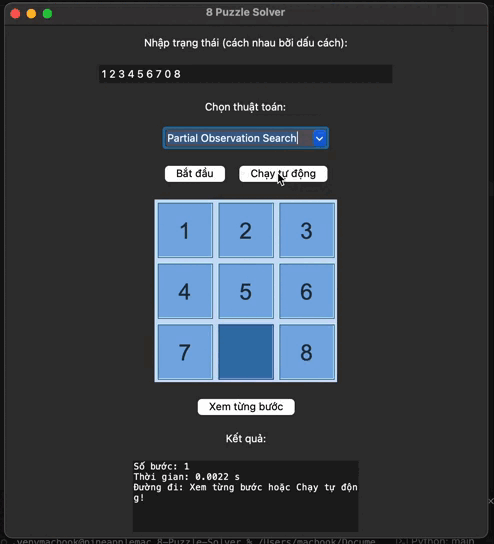 8 Puzzle Solver
Nhập trạng thái (cách nhau bởi dấu cách):
1 2 3 4 5 6 7 0 8
Chọn thuật toán:
Partial Observation Search
Bắt đầu
Chạy tự động
1 2 3
4 5 6
7 8
Xem từng bước
Kết quả:
Số bước: 1
Thời gian: 0.0022 s
Đường đi: Xem từng bước hoặc Chạy tự độn
g!
8-Puzzle-Solver % /Users/macbook/Docume
Python: main